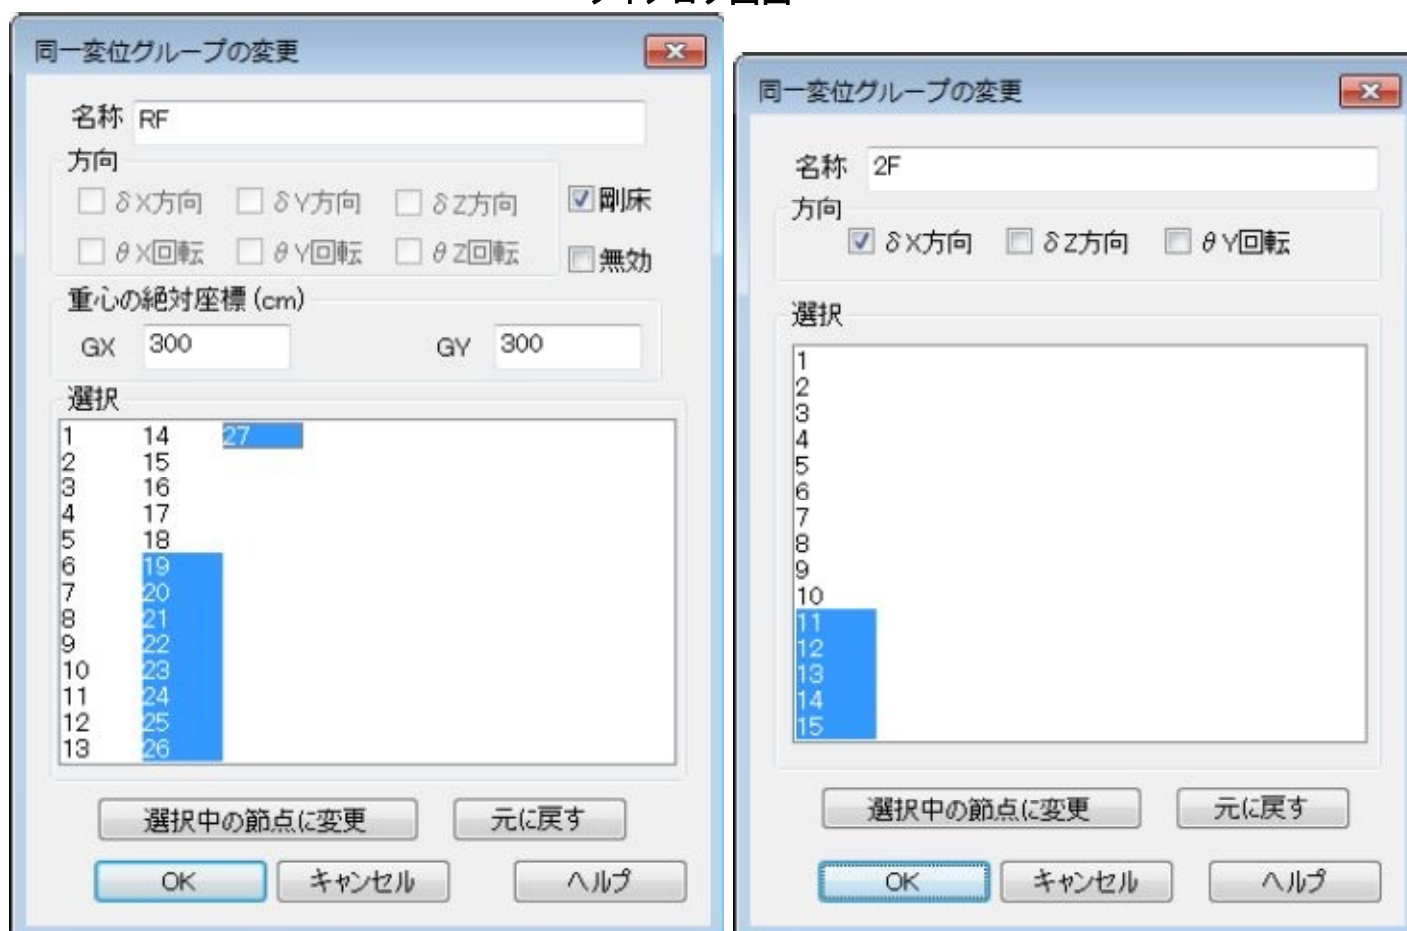 同一変位グループの変更
名称 RF
方向
δX方向 δY方向 δZ方向 剛床
θX回転 θY回転 θZ回転 無効
重心の絶対座標(cm)
GX 300 GY 300
選択
1 14 27
2 15
3 16
4 17
5 18
6 19
7 20
8 21
9 22
10 23
11 24
12 25
13 26
選択中の節点に変更 元に戻す
OK キャンセル ヘルプ
同一変位グループの変更
名称 2F
方向
δX方向 δZ方向 θY回転
選択
1
2
3
4
5
6
7
8
9
10
11
12
13
14
15
選択中の節点に変更 元に戻す
OK キャンセル ヘルプ